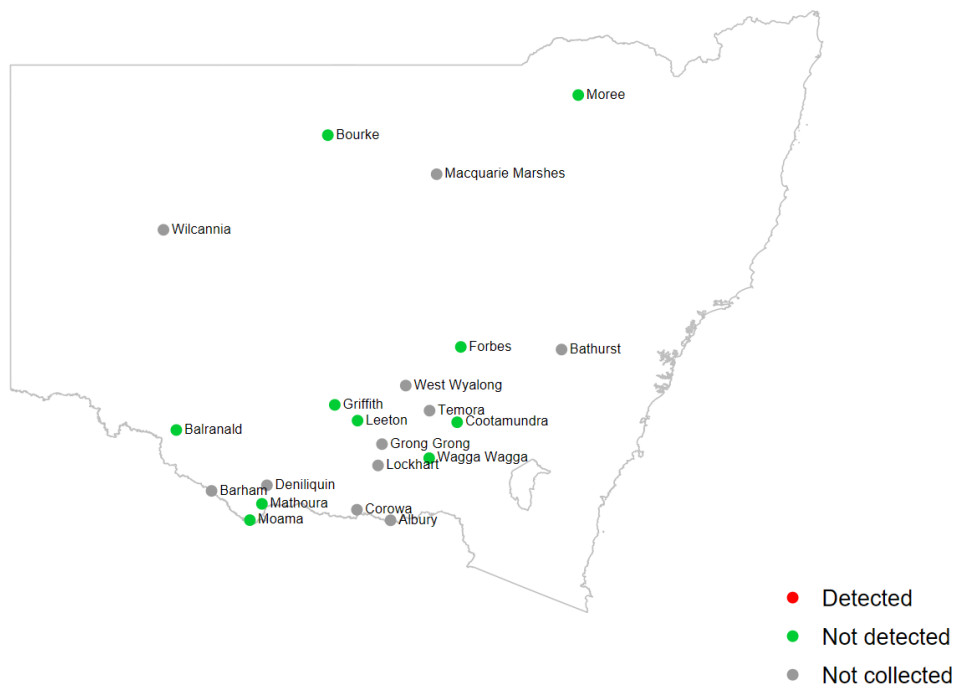 Moree
Bourke
Macquarie Marshes
Wilcannia
Forbes
Bathurst
West Wyalong
Griffith
Temora
Leeton
Cootamundra
Balranald
Grong Grong
Wagga Wagga
Lockhart
Deniliquin
Barham
Mathoura
Corowa
Moama
Albury
Detected
Not detected
Not collected